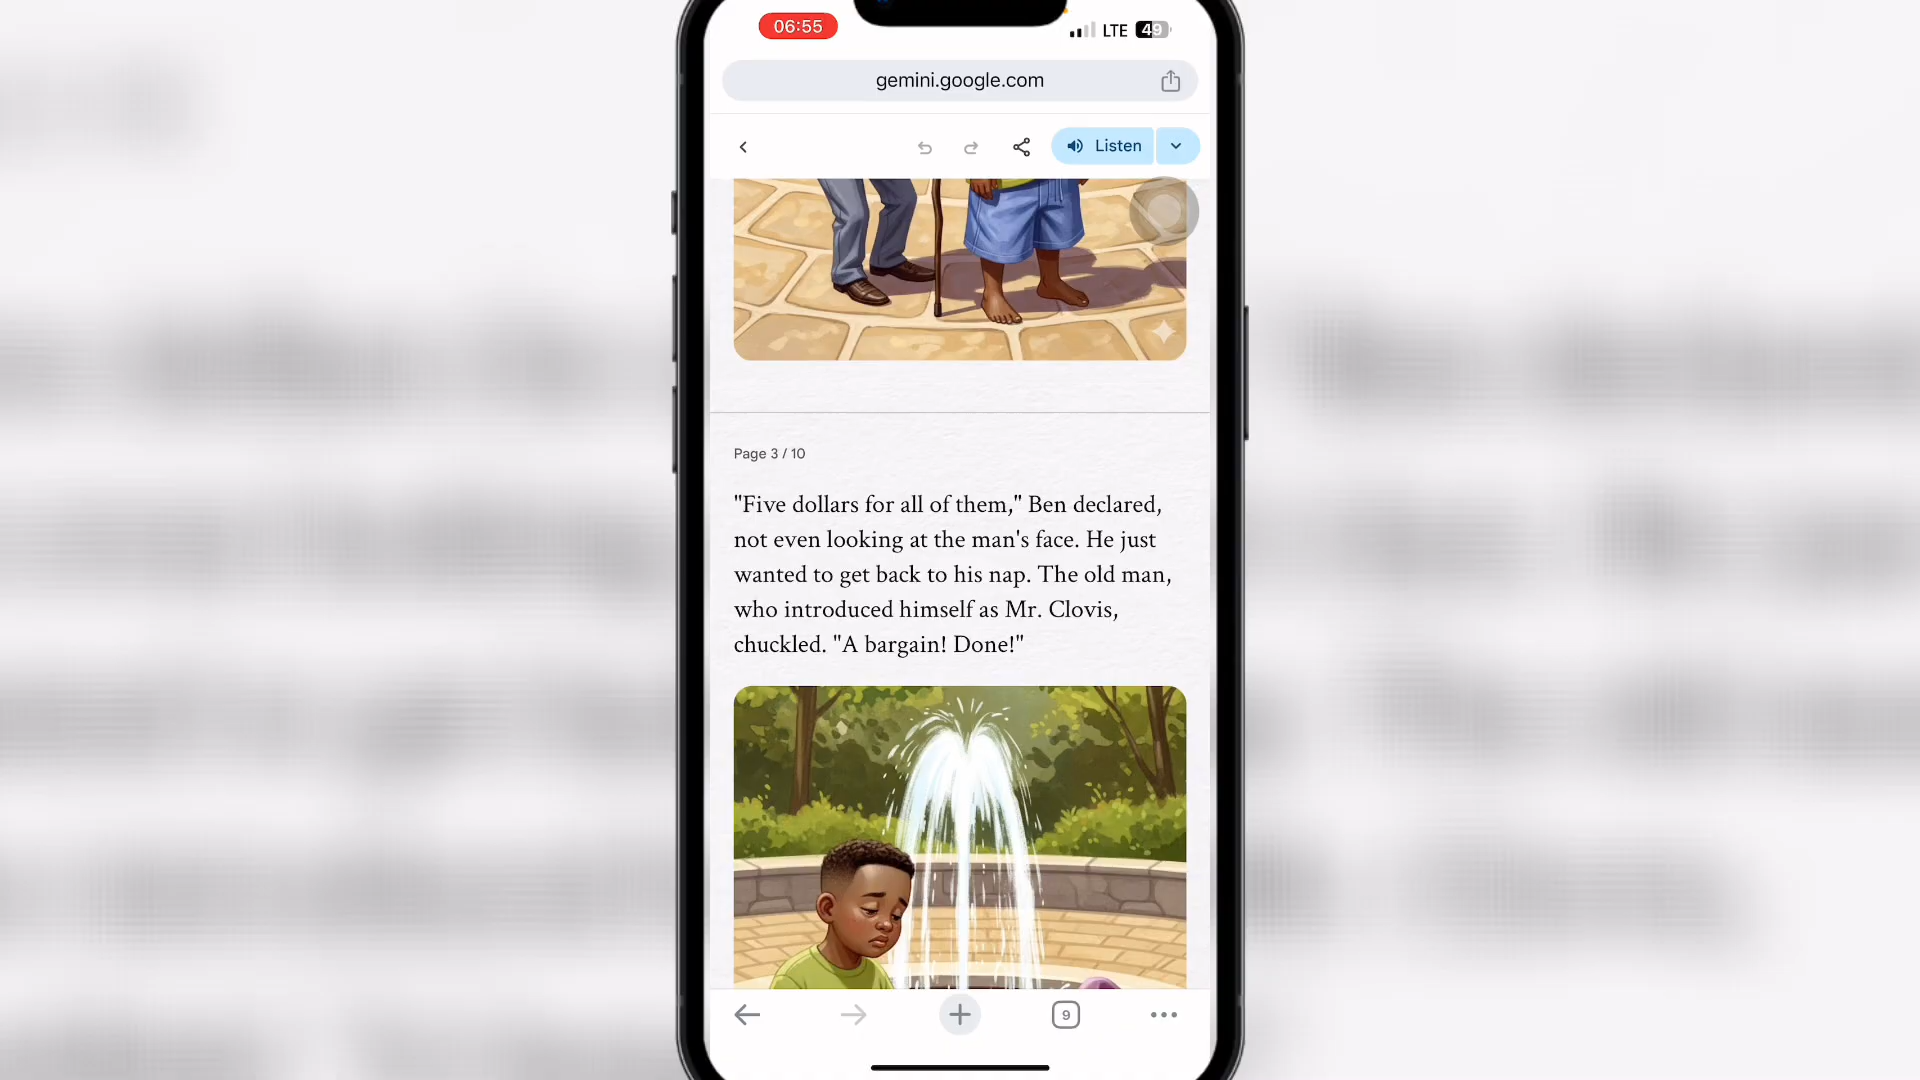 06:55
LTE 49
gemini.google.com
Listen
Page 3 / 10
"Five dollars for all of them," Ben declared,
not even looking at the man's face. He just
wanted to get back to his nap. The old man,
who introduced himself as Mr. Clovis,
chuckled. "A bargain! Done!"
9